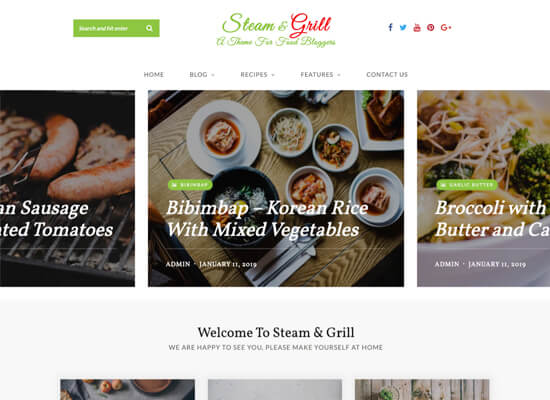 Search and hit enter
Steam & Grill
A Theme For Food Bloggers
HOME BLOG RECIPES FEATURES CONTACT US
an Sausage
ted Tomatoes
BIBIMBAP
Bibimbap – Korean Rice
With Mixed Vegetables
ADMIN · JANUARY 11, 2019
GARLIC BUTTER
Broccoli with
Butter and Ca
ADMIN · JANUARY 11, 2019
Welcome To Steam & Grill
WE ARE HAPPY TO SEE YOU, PLEASE MAKE YOURSELF AT HOME